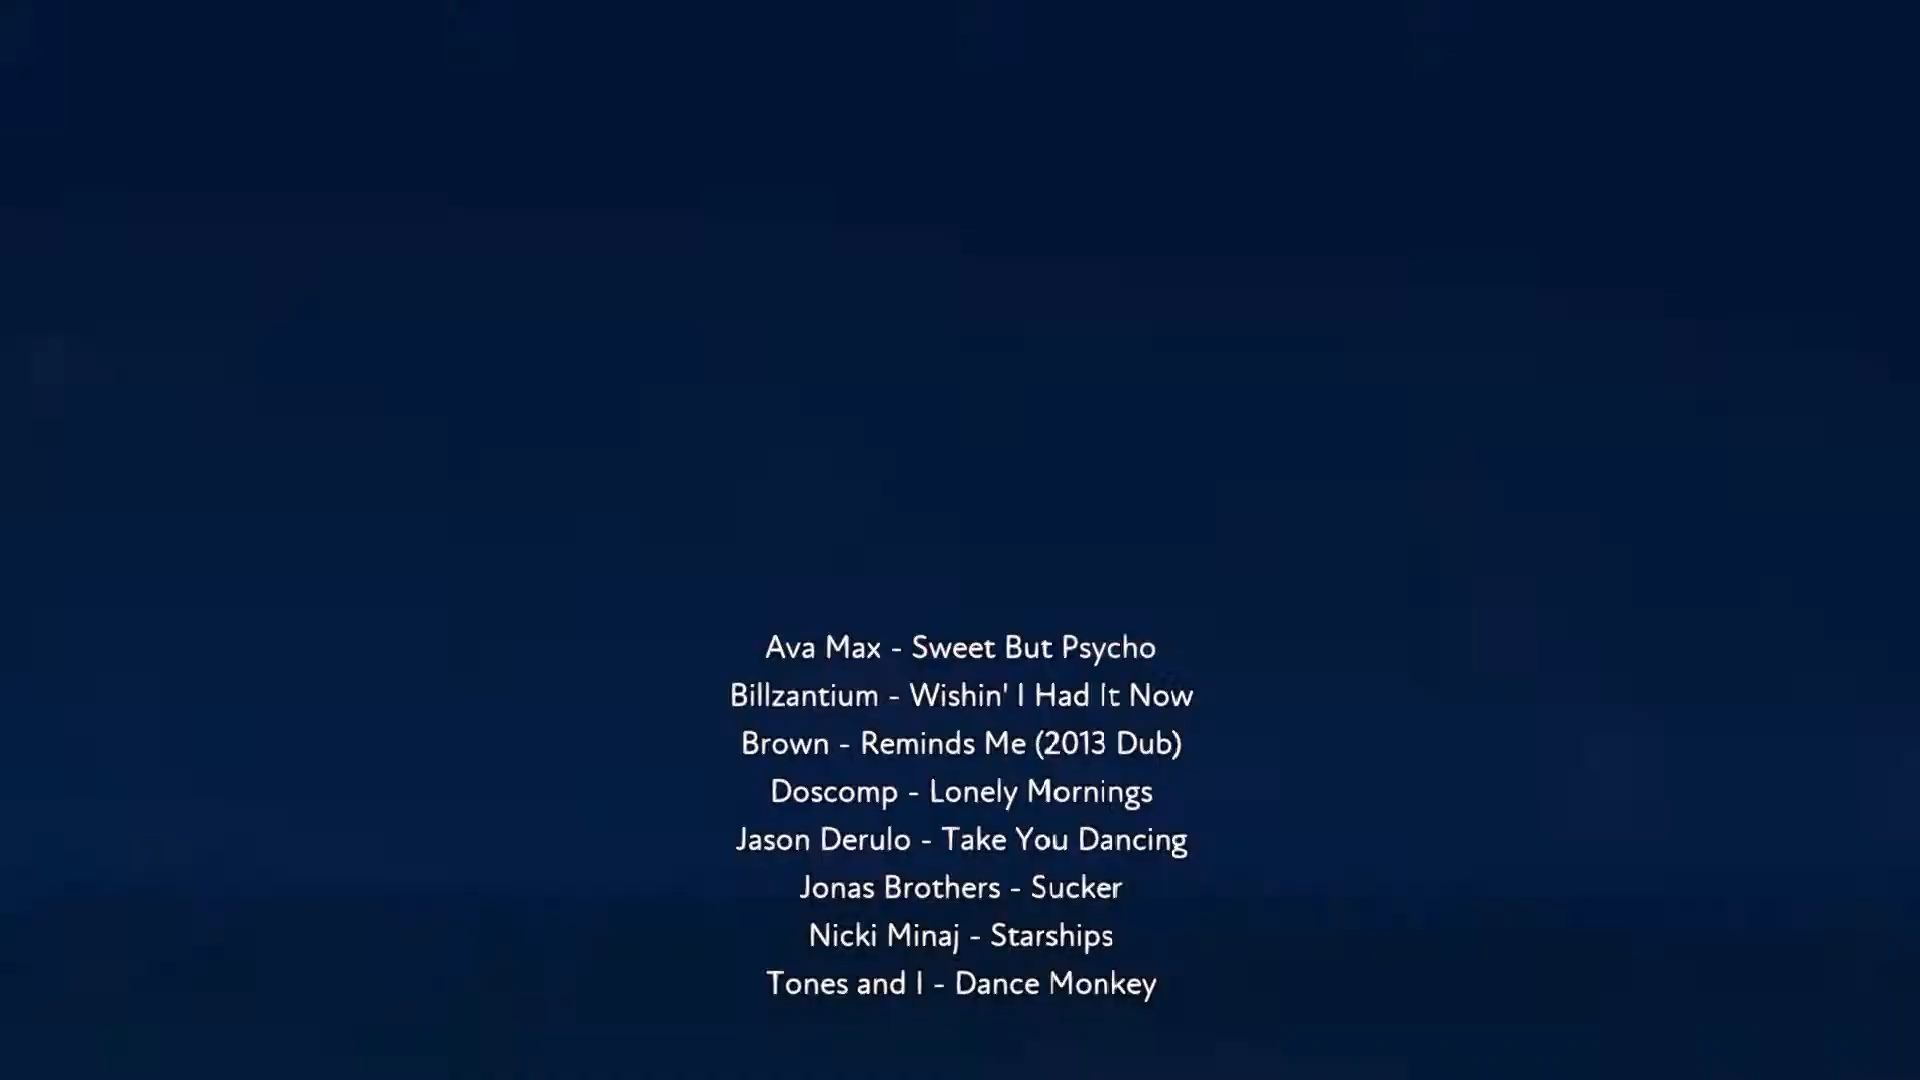 Ava Max - Sweet But Psycho
Billzantium - Wishin' I Had It Now
Brown - Reminds Me (2013 Dub)
Doscomp - Lonely Mornings
Jason Derulo - Take You Dancing
Jonas Brothers - Sucker
Nicki Minaj - Starships
Tones and I - Dance Monkey